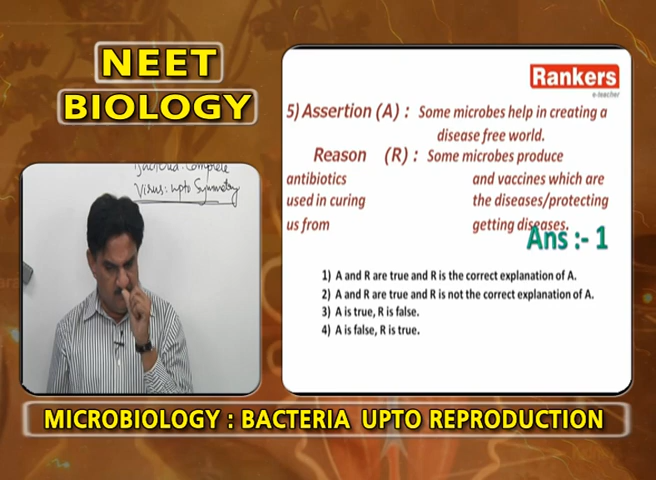 NEET
BIOLOGY
Rankers
e-teacher
5) Assertion (A) : Some microbes help in creating a
disease free world.
Reason (R) : Some microbes produce
antibiotics and vaccines which are
used in curing the diseases/protecting
us from getting diseases.
Ans :- 1
1) A and R are true and R is the correct explanation of A.
2) A and R are true and R is not the correct explanation of A.
3) A is true, R is false.
4) A is false, R is true.
Bacteria: Complete
Virus: upto Symmetry
MICROBIOLOGY : BACTERIA UPTO REPRODUCTION